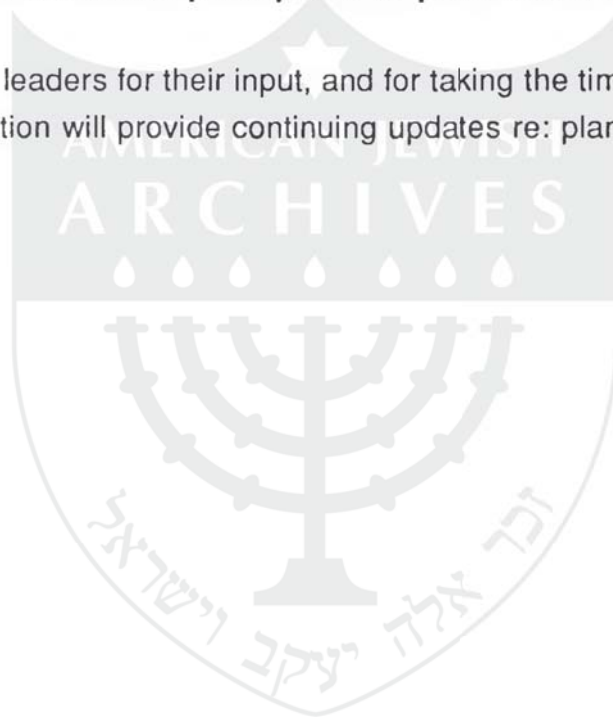 leaders for their input, and for taking the tim
tion will provide continuing updates re: plar
AMERICAN JEWISH
ARCHIVES
זכר אלה יעקב וישראל